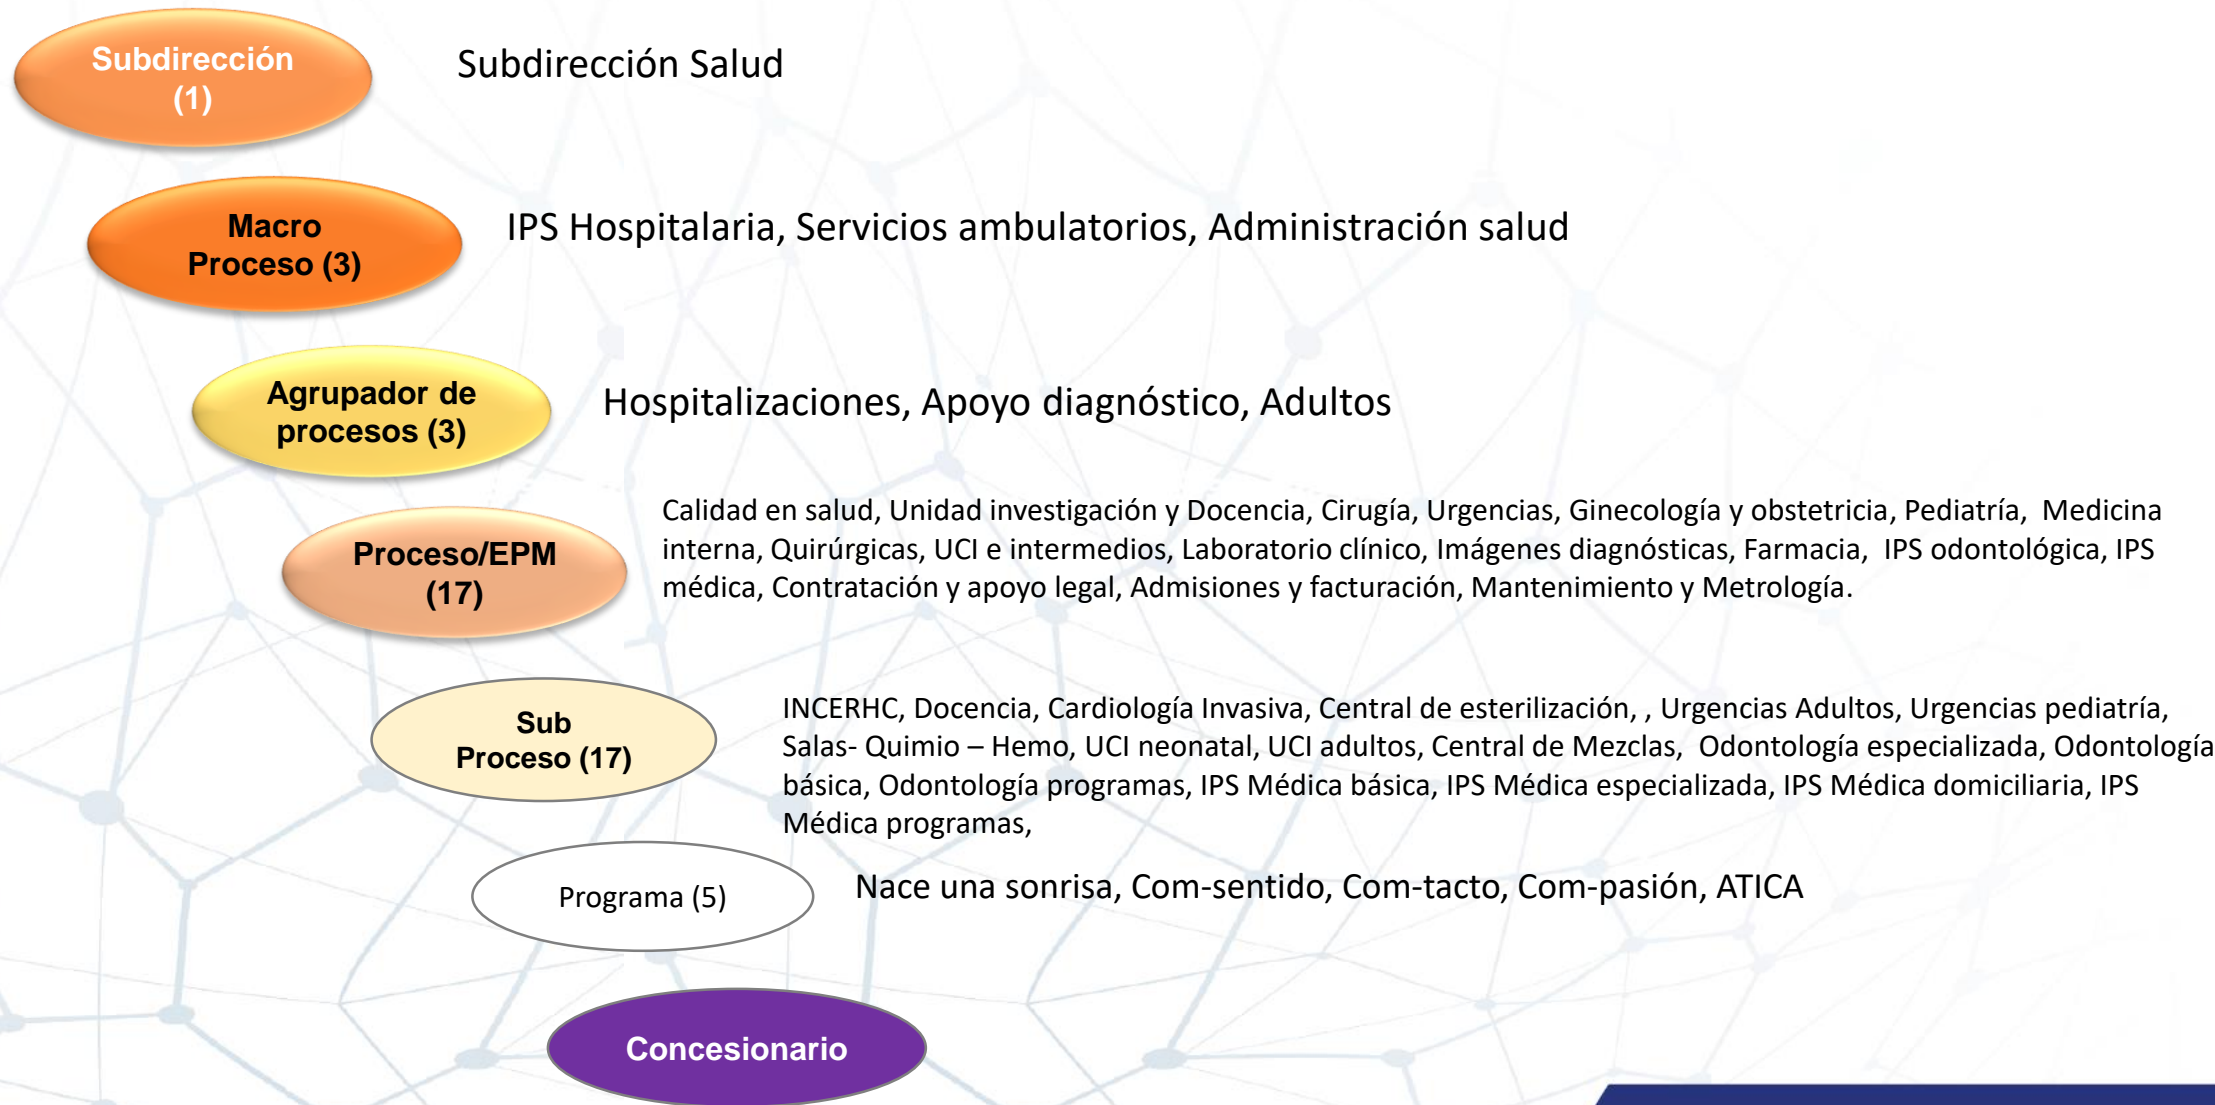 Subdirección
(1)
Subdirección Salud
Macro
Proceso (3)
IPS Hospitalaria, Servicios ambulatorios, Administración salud
Agrupador de
procesos (3)
Hospitalizaciones, Apoyo diagnóstico, Adultos
Proceso/EPM
(17)
Calidad en salud, Unidad investigación y Docencia, Cirugía, Urgencias, Ginecología y obstetricia, Pediatría,  Medicina
interna, Quirúrgicas, UCI e intermedios, Laboratorio clínico, Imágenes diagnósticas, Farmacia,  IPS odontológica, IPS
médica, Contratación y apoyo legal, Admisiones y facturación, Mantenimiento y Metrología.
Sub
Proceso (17)
INCERHC, Docencia, Cardiología Invasiva, Central de esterilización, , Urgencias Adultos, Urgencias pediatría,
Salas- Quimio – Hemo, UCI neonatal, UCI adultos, Central de Mezclas,  Odontología especializada, Odontología
básica, Odontología programas, IPS Médica básica, IPS Médica especializada, IPS Médica domiciliaria, IPS
Médica programas,
Programa (5)
Nace una sonrisa, Com-sentido, Com-tacto, Com-pasión, ATICA
Concesionario